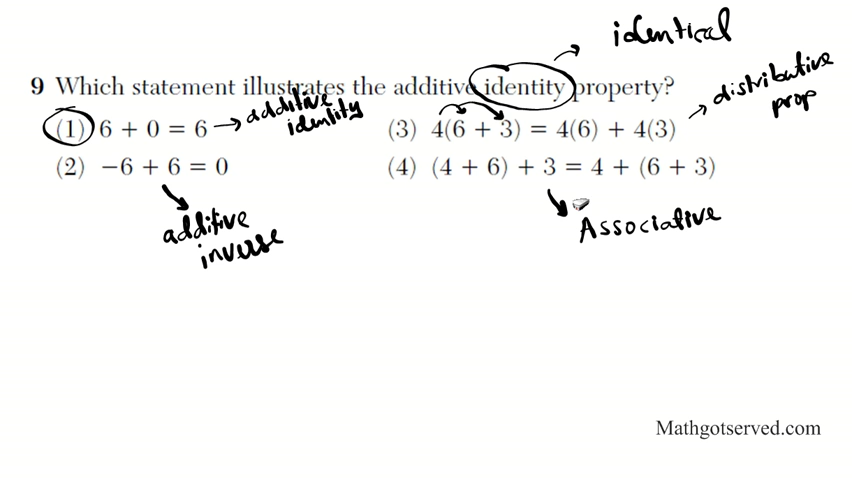 identical
9 Which statement illustrates the additive identity property?
(1) 6 + 0 = 6 → additive identity
(2) −6 + 6 = 0
additive
inverse
(3) 4(6 + 3) = 4(6) + 4(3)
distributive
prop
(4) (4 + 6) + 3 = 4 + (6 + 3)
Associative
Mathgotserved.com